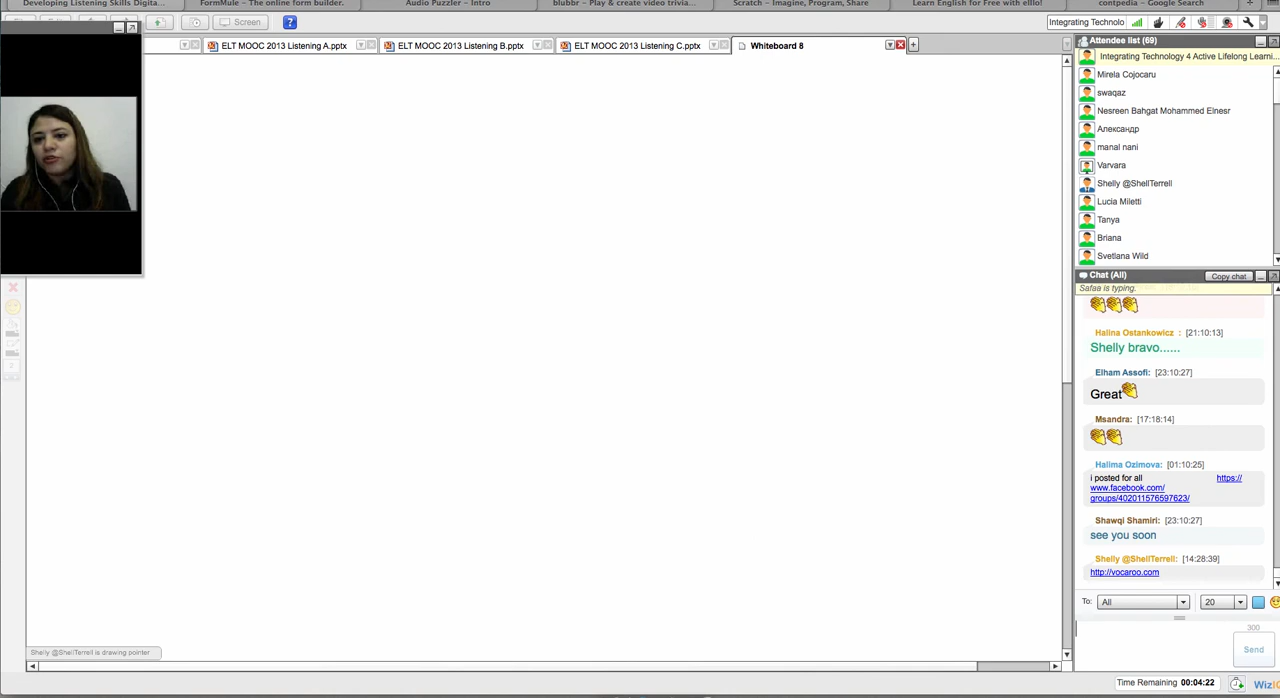 Developing Listening Skills Digita...
FormMule – The online form builder.
Audio Puzzler – Intro
blubbr – Play & create video trivia...
Scratch – Imagine, Program, Share
Learn English for Free with elllo!
contpedia – Google Search
Screen
Integrating Technolo
ELT MOOC 2013 Listening A.pptx
ELT MOOC 2013 Listening B.pptx
ELT MOOC 2013 Listening C.pptx
Whiteboard 8
Attendee list (69)
Integrating Technology 4 Active Lifelong Learni...
Mirela Cojocaru
swaqaz
Nesreen Bahgat Mohammed Elnesr
Александр
manal nani
Varvara
Shelly @ShellTerrell
Lucia Miletti
Tanya
Briana
Svetlana Wild
Chat (All)
Copy chat
Safaa is typing.
Halina Ostankowicz : [21:10:13]
Shelly bravo......
Elham Assofi: [23:10:27]
Great
Msandra: [17:18:14]
Halima Ozimova: [01:10:25]
i posted for all https://
www.facebook.com/
groups/402011576597623/
Shawqi Shamiri: [23:10:27]
see you soon
Shelly @ShellTerrell: [14:28:39]
http://vocaroo.com
To: All 20
300
Send
Shelly @ShellTerrell is drawing pointer
Time Remaining 00:04:22